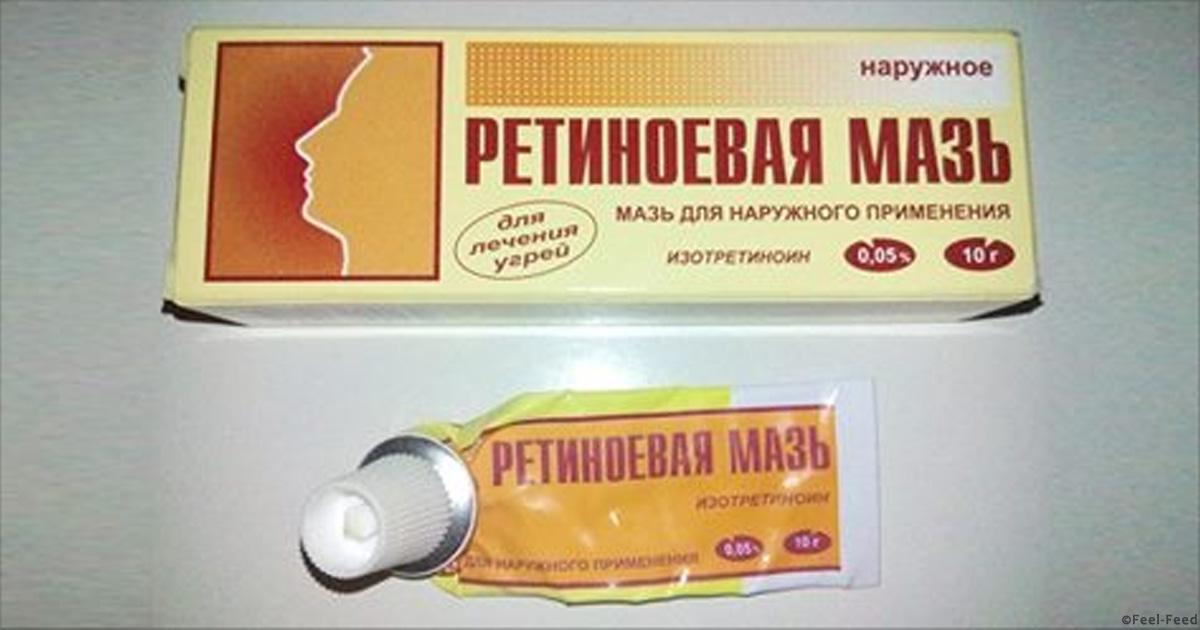 наружное
РЕТИНОЕВАЯ МАЗЬ
МАЗЬ ДЛЯ НАРУЖНОГО ПРИМЕНЕНИЯ
для
лечения
угрей
ИЗОТРЕТИНОИН 0,05% 10 г
РЕТИНОЕВАЯ МАЗЬ
ИЗОТРЕТИНОИН
0,05% 10 г
ДЛЯ НАРУЖНОГО ПРИМЕНЕНИЯ
©Feel-Feed